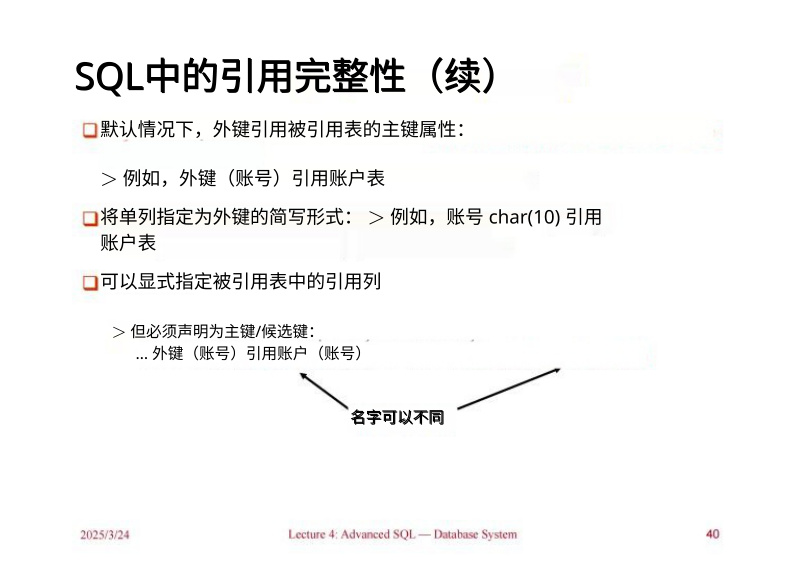 SQL中的引用完整性（续）
❑默认情况下，外键引用被引用表的主键属性：
＞ 例如，外键（账号）引用账户表
❑将单列指定为外键的简写形式： ＞ 例如，账号 char(10) 引用
账户表
❑可以显式指定被引用表中的引用列
＞ 但必须声明为主键/候选键：
... 外键（账号）引用账户（账号）
名字可以不同
2025/3/24 Lecture 4: Advanced SQL — Database System 40